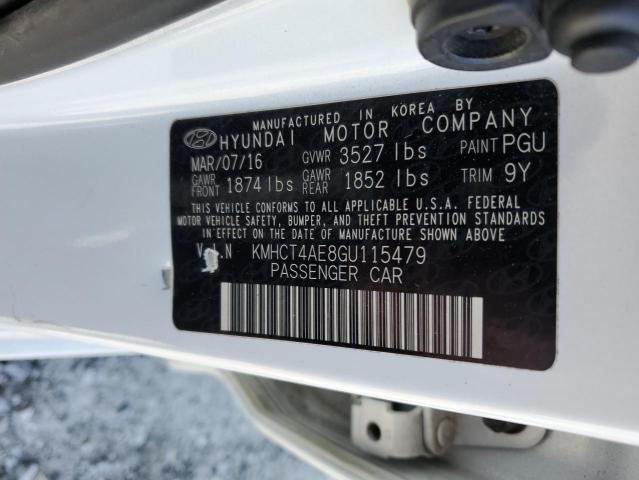 MANUFACTURED IN KOREA BY
HYUNDAI MOTOR COMPANY
MAR/07/16 GVWR 3527 lbs PAINT PGU
GAWR FRONT 1874 lbs GAWR REAR 1852 lbs TRIM 9Y
THIS VEHICLE CONFORMS TO ALL APPLICABLE U.S.A. FEDERAL
MOTOR VEHICLE SAFETY, BUMPER, AND THEFT PREVENTION STANDARDS
IN EFFECT ON THE DATE OF MANUFACTURE SHOWN ABOVE.
V.I.N KMHCT4AE8GU115479
PASSENGER CAR